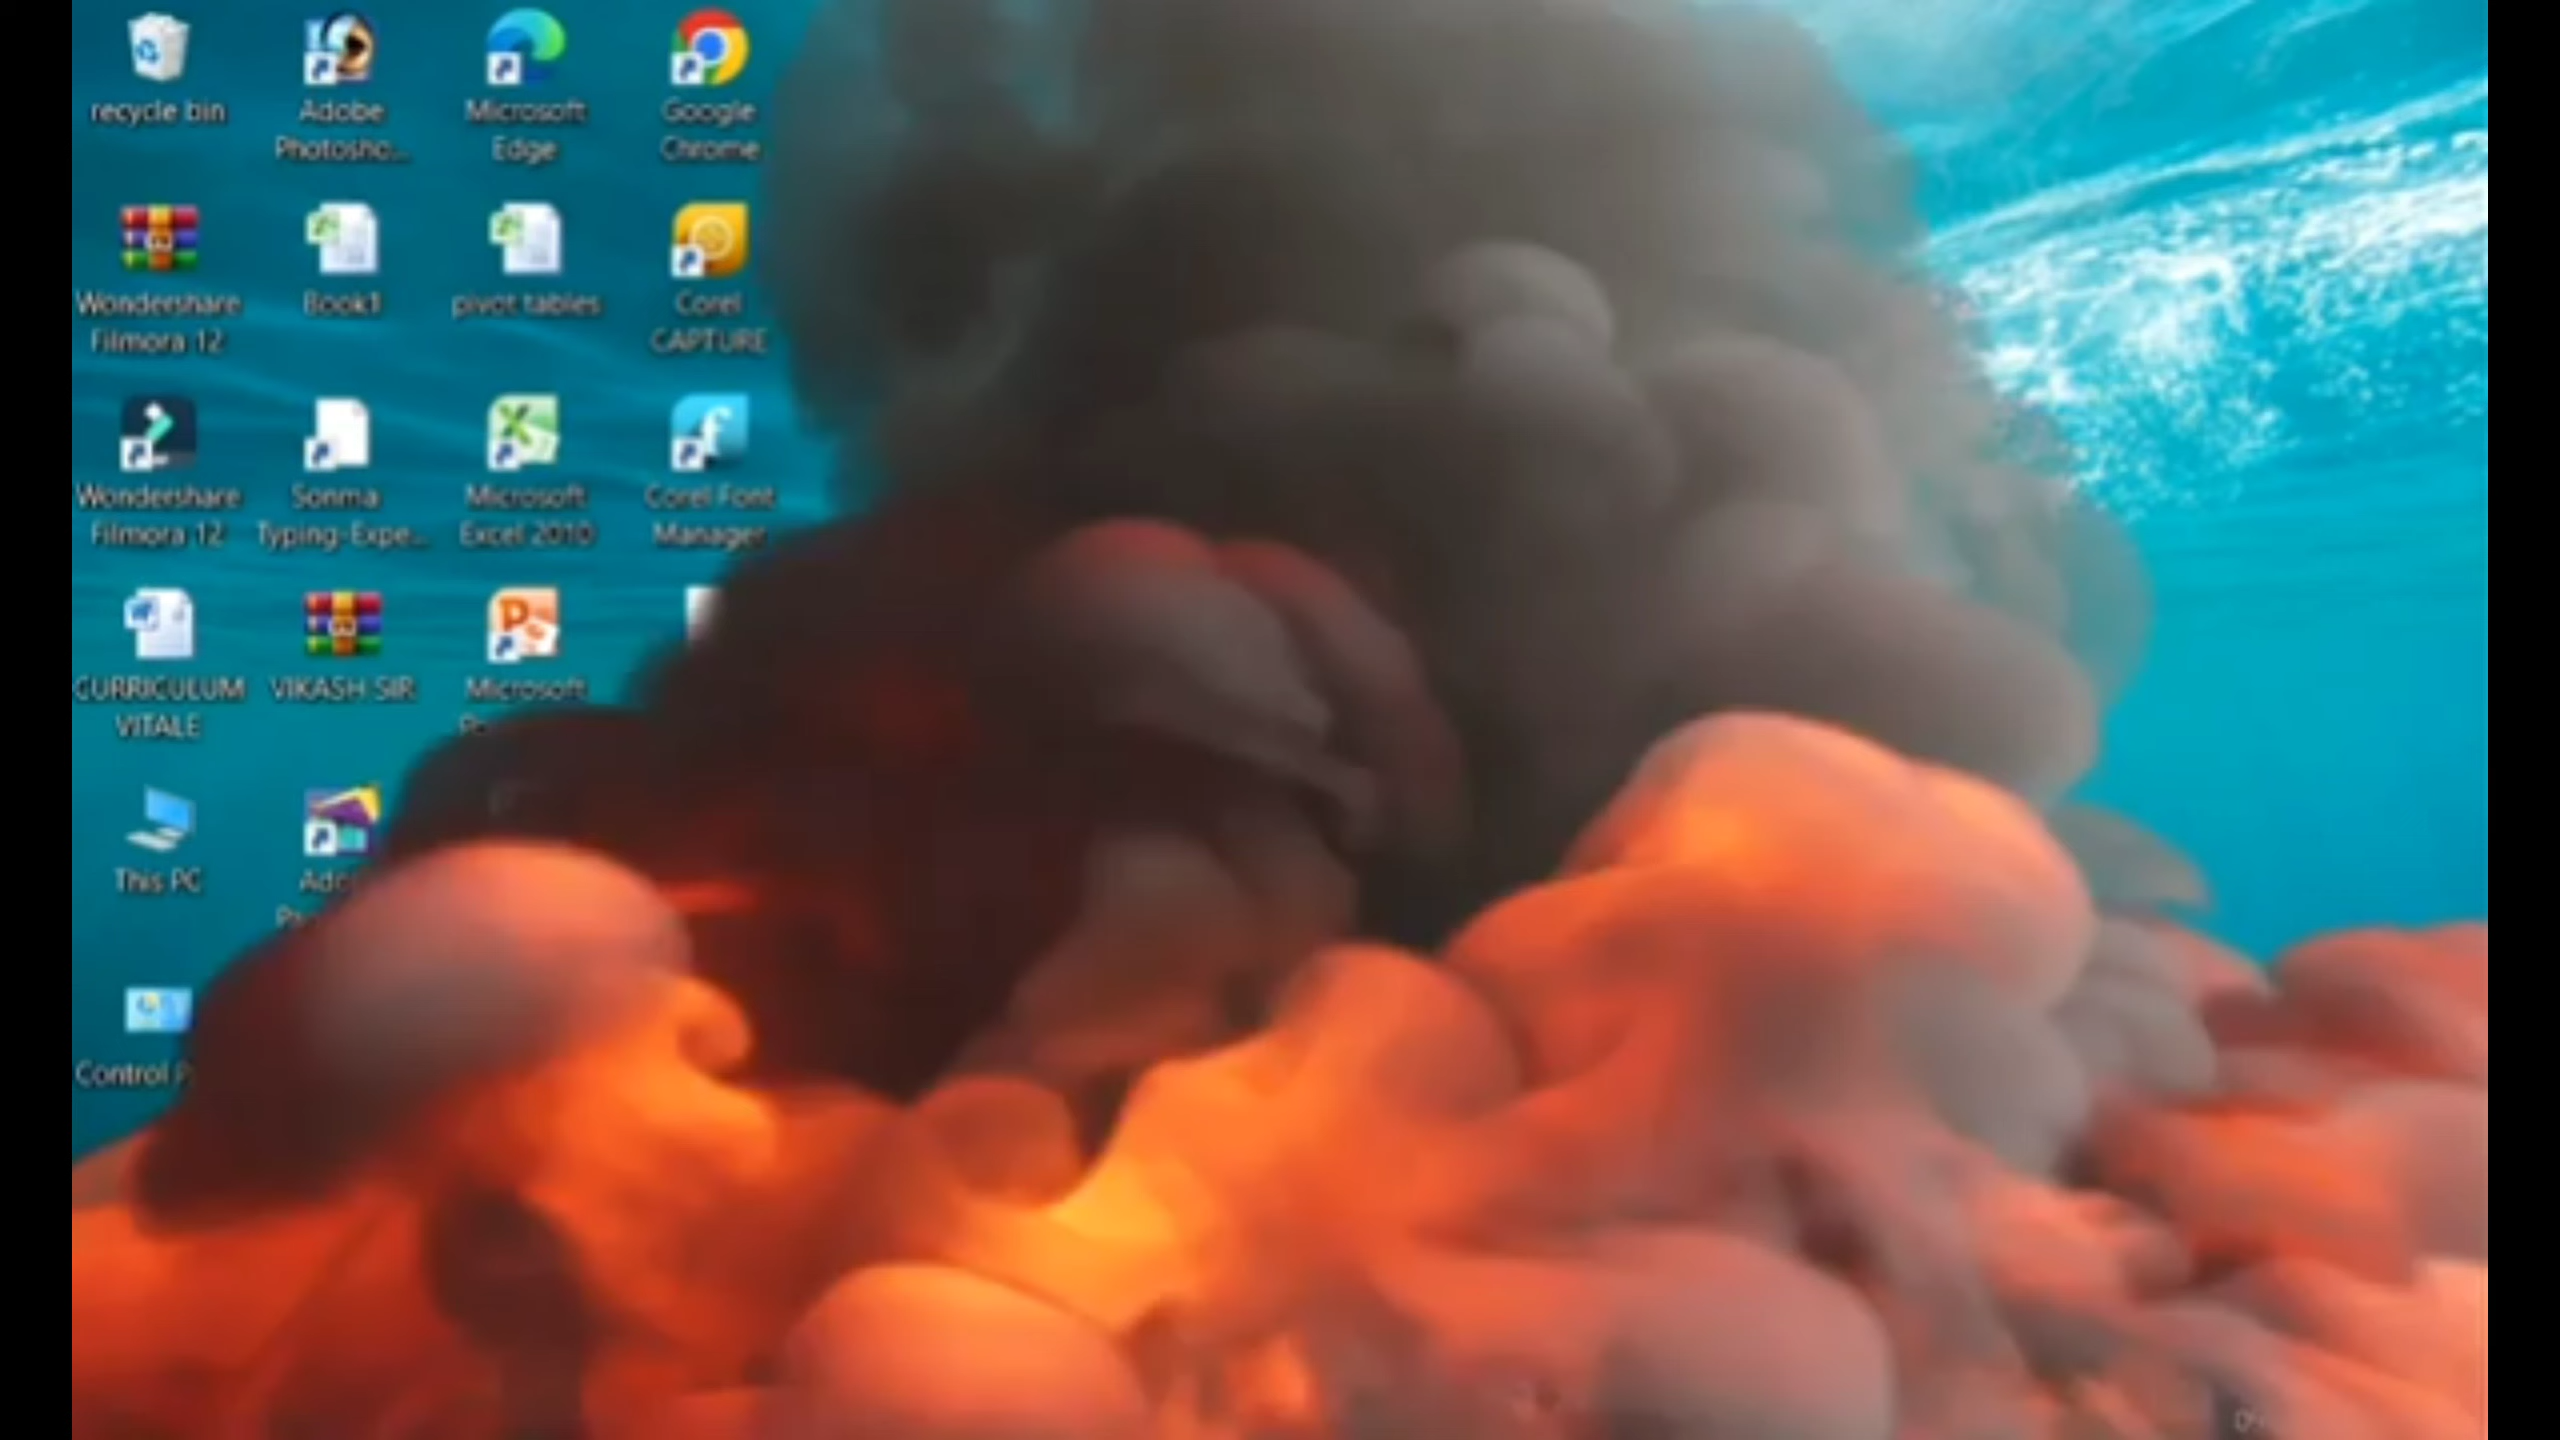 recycle bin
Adobe
Photosho...
Microsoft
Edge
Google
Chrome
Wondershare
Filmora 12
Book1
pivot tables
Corel
CAPTURE
Wondershare
Filmora 12
Sonma
Typing-Expe...
Microsoft
Excel 2010
Corel Font
Manager
CURRICULUM
VITALE
VIKASH SIR
Microsoft
This PC
Control